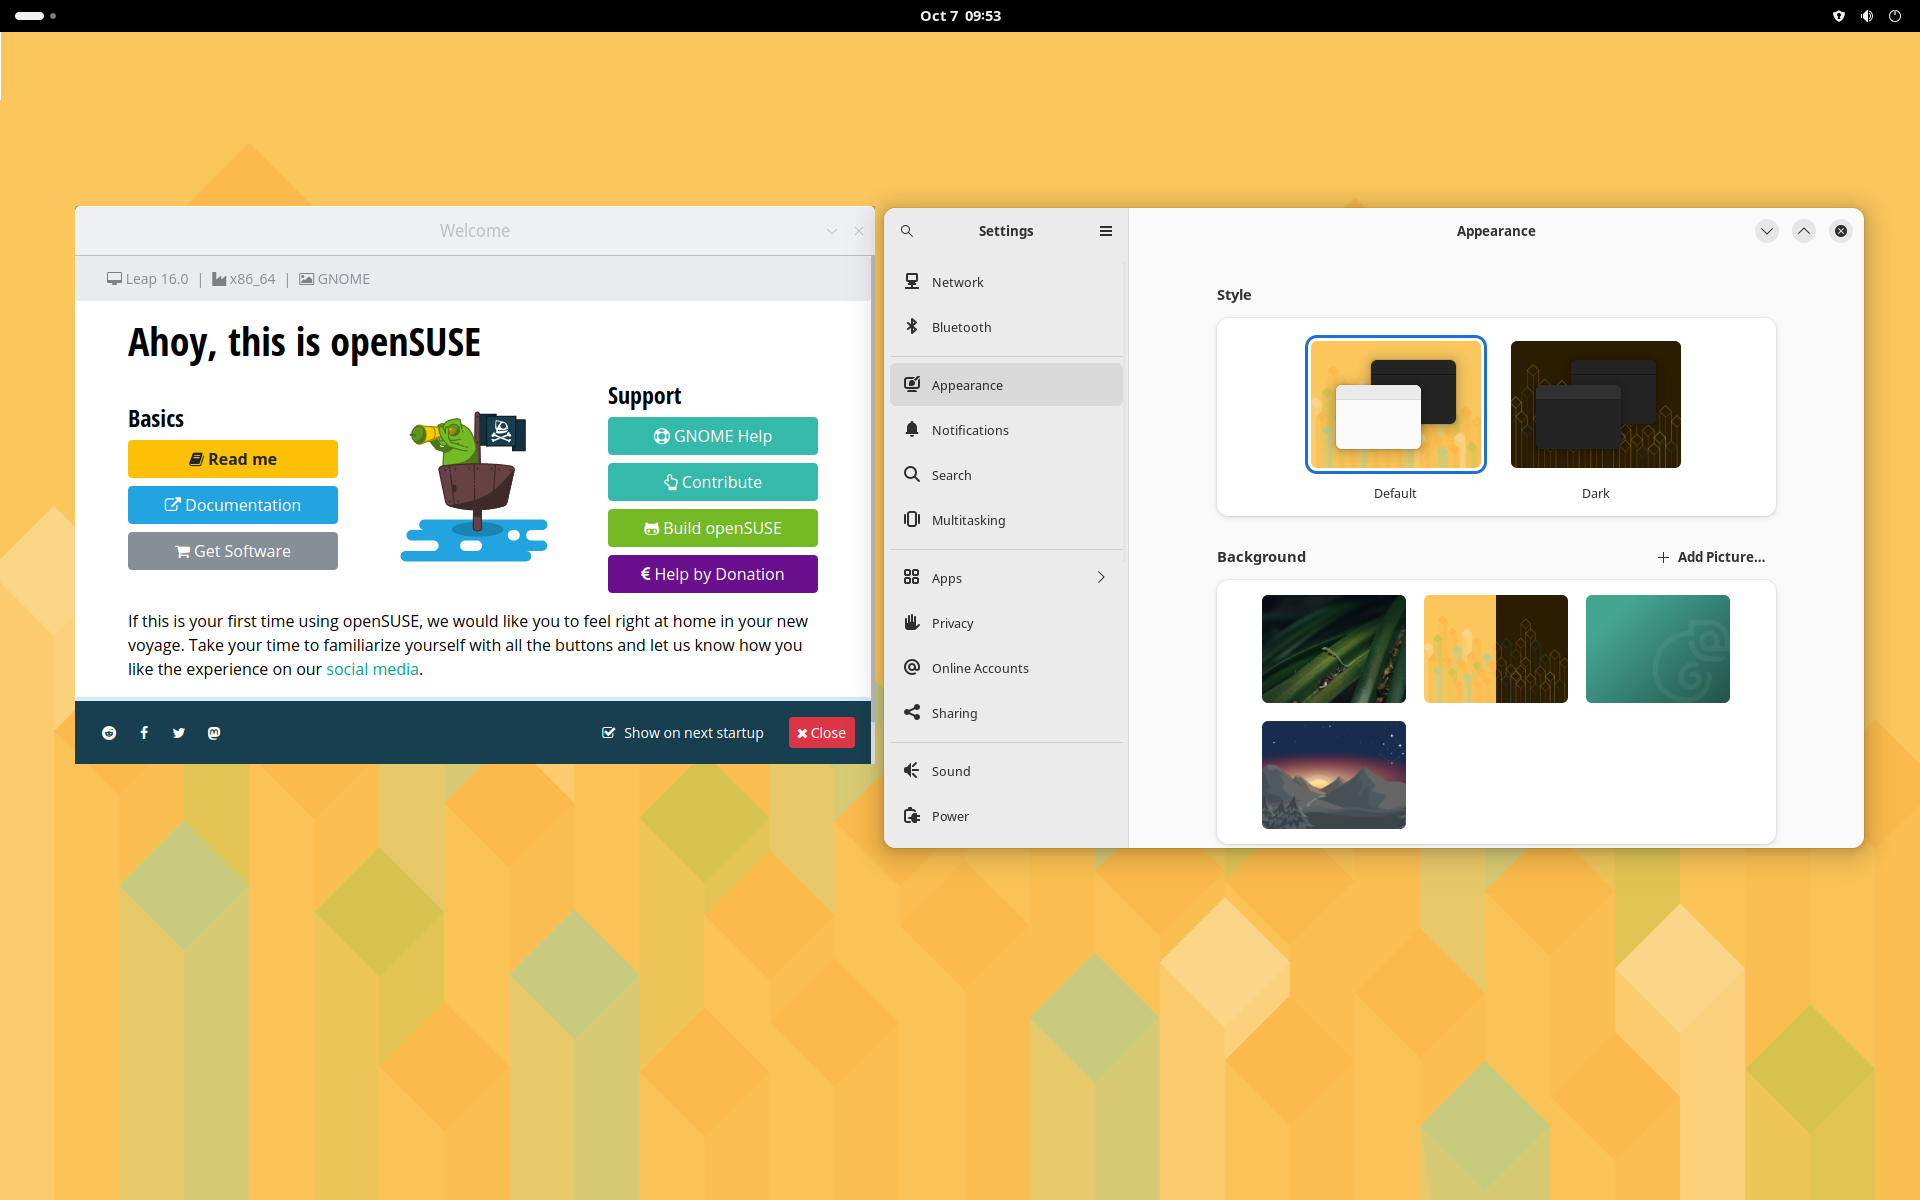 Oct 7 09:53
Welcome
Leap 16.0 | x86_64 | GNOME
Ahoy, this is openSUSE
Basics
Read me
Documentation
Get Software
Support
GNOME Help
Contribute
Build openSUSE
Help by Donation
If this is your first time using openSUSE, we would like you to feel right at home in your new
voyage. Take your time to familiarize yourself with all the buttons and let us know how you
like the experience on our social media.
Show on next startup
Close
Settings
Network
Bluetooth
Appearance
Notifications
Search
Multitasking
Apps
Privacy
Online Accounts
Sharing
Sound
Power
Appearance
Style
Default
Dark
Background
Add Picture...